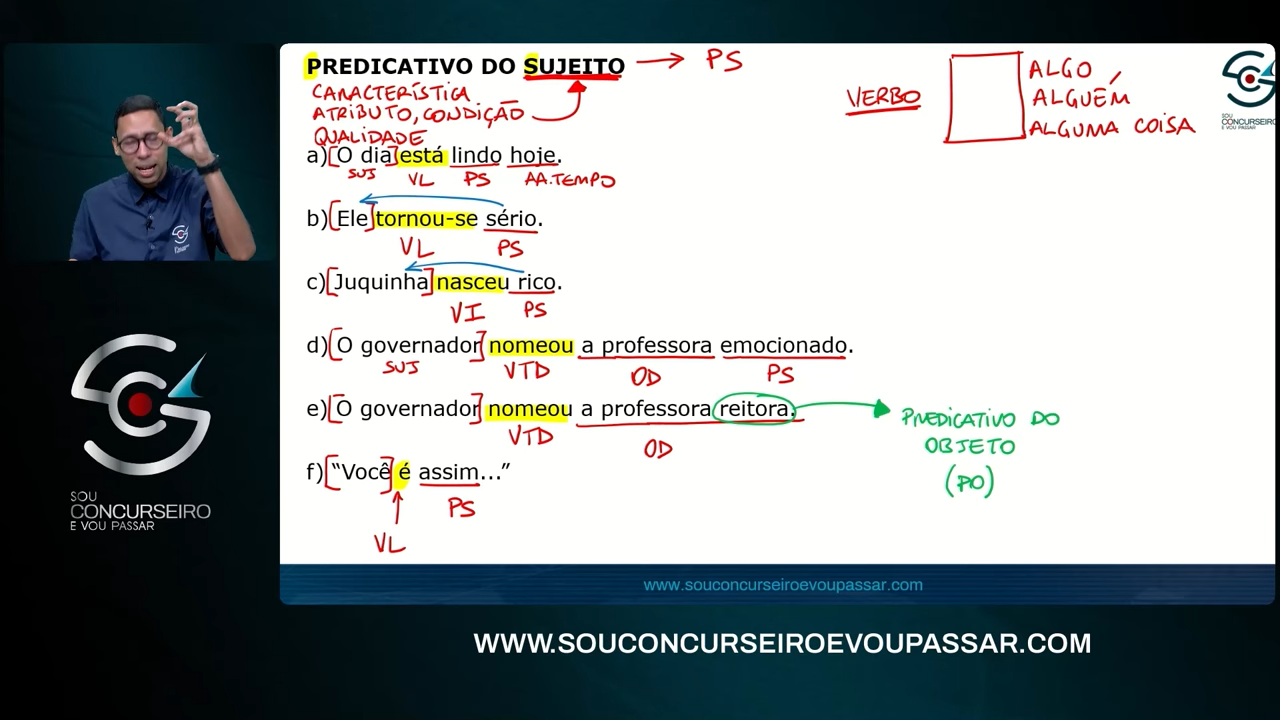 PREDICATIVO DO SUJEITO → PS
CARACTERÍSTICA
ATRIBUTO, CONDIÇÃO
QUALIDADE
VERBO
ALGO
ALGUÉM
ALGUMA COISA
SOU
CONCURSEIRO
a) [O dia] está lindo hoje.
SUJ VL PS AA.TEMPO
b) [Ele] tornou-se sério.
VL PS
c) [Juquinha] nasceu rico.
VI PS
d) [O governador] nomeou a professora emocionado.
SUJ VTD OD PS
e) [O governador] nomeou a professora reitora.
VTD OD
PREDICATIVO DO
OBJETO
(PO)
f) [“Você] é assim...”
PS
VL
SOU
CONCURSEIRO
E VOU PASSAR
www.souconcurseiroevoupassar.com
WWW.SOUCONCURSEIROEVOUPASSAR.COM